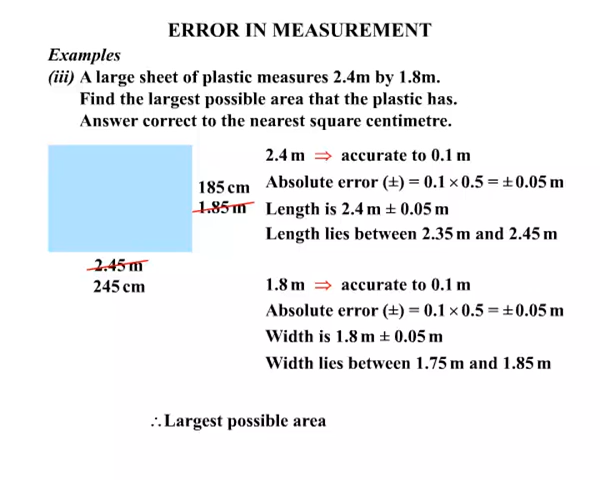 ERROR IN MEASUREMENT
Examples
(iii) A large sheet of plastic measures 2.4m by 1.8m.
Find the largest possible area that the plastic has.
Answer correct to the nearest square centimetre.
2.4 m ⇒ accurate to 0.1 m
185 cm
Absolute error (±) = 0.1 × 0.5 = ± 0.05 m
1.85 m
Length is 2.4 m ± 0.05 m
Length lies between 2.35 m and 2.45 m
2.45 m
245 cm
1.8 m ⇒ accurate to 0.1 m
Absolute error (±) = 0.1 × 0.5 = ± 0.05 m
Width is 1.8 m ± 0.05 m
Width lies between 1.75 m and 1.85 m
∴ Largest possible area